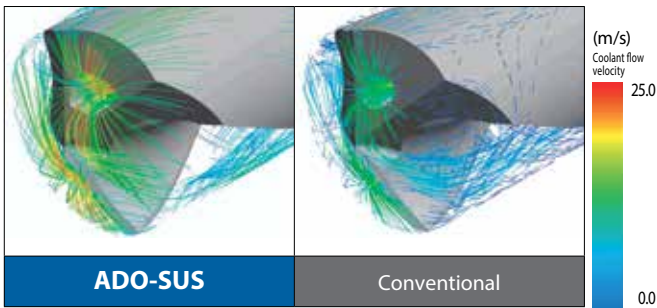 (m/s)
Coolant flow
velocity
25.0
0.0
ADO-SUS
Conventional